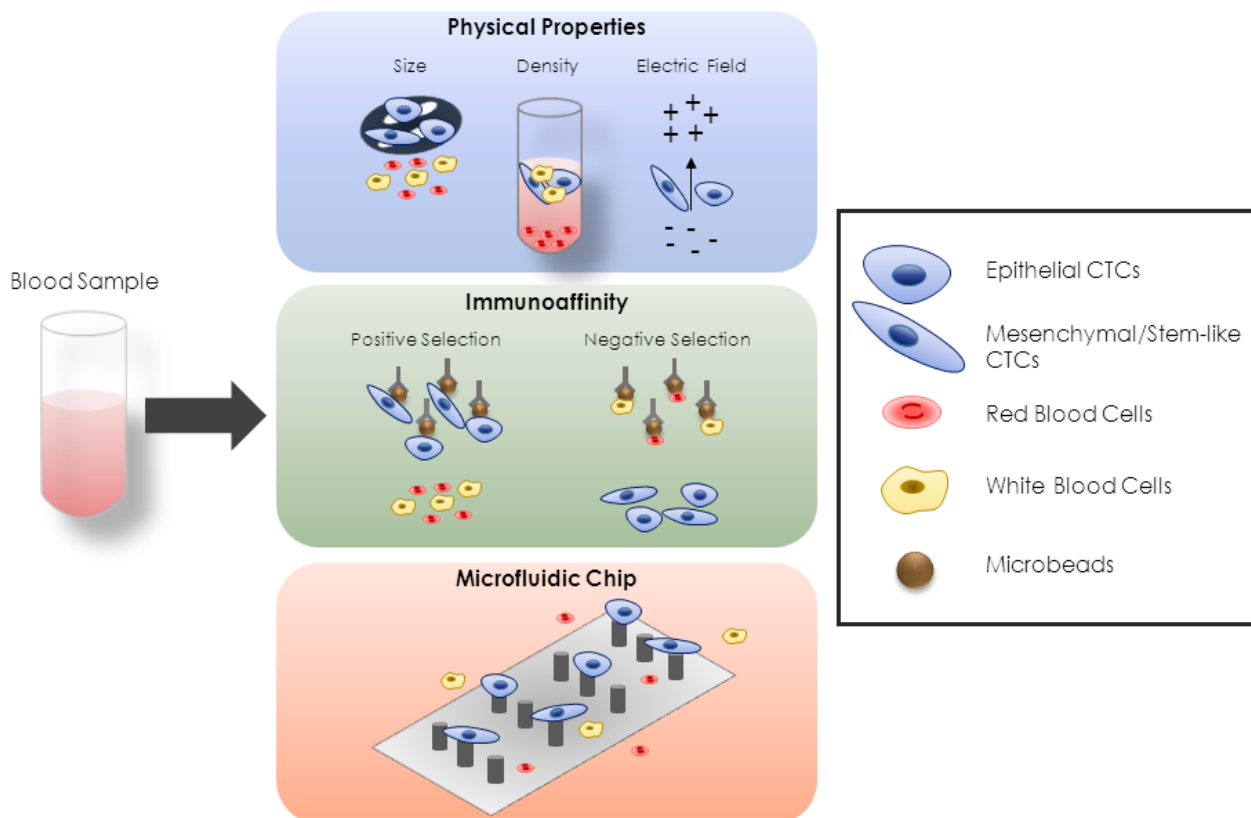 Physical Properties
Size
Density
Electric Field
+ + + + +
- - - - -
Blood Sample
Immunoaffinity
Positive Selection
Negative Selection
Microfluidic Chip
Epithelial CTCs
Mesenchymal/Stem-like
CTCs
Red Blood Cells
White Blood Cells
Microbeads